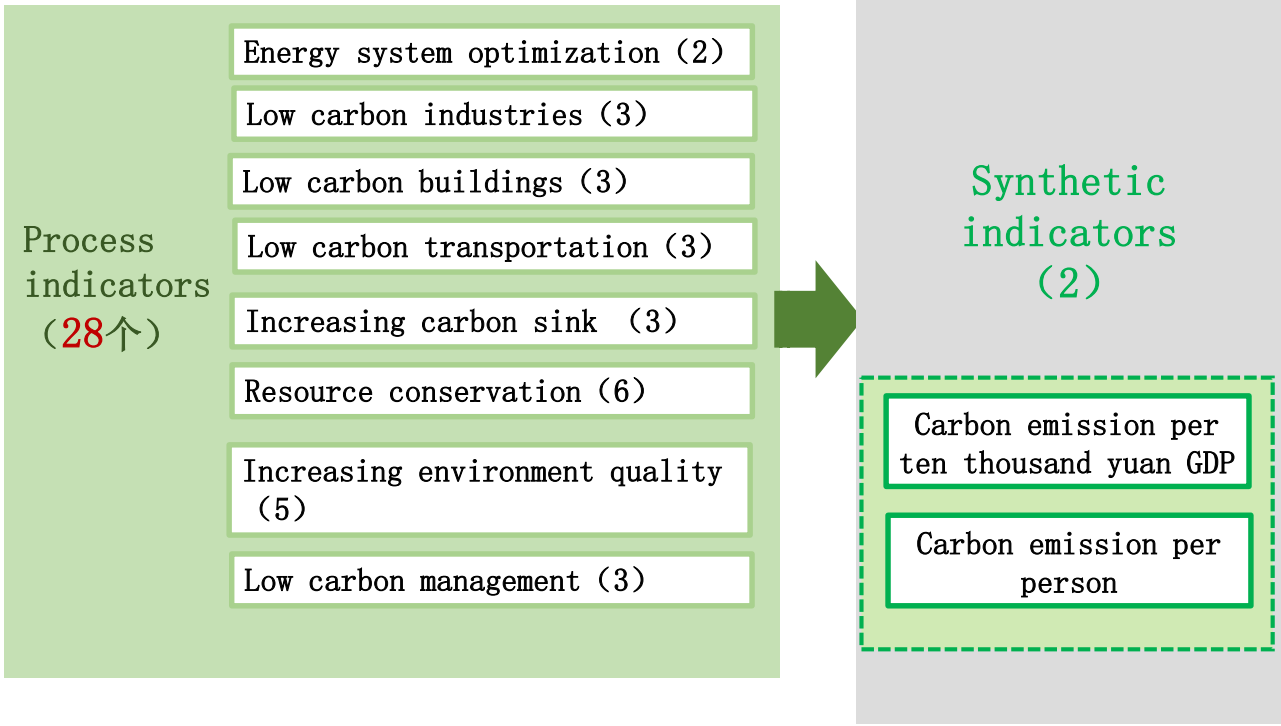 Process
indicators
（28个）
Energy system optimization（2）
Low carbon industries（3）
Low carbon buildings（3）
Low carbon transportation（3）
Increasing carbon sink （3）
Resource conservation（6）
Increasing environment quality
（5）
Low carbon management（3）
Synthetic
indicators
（2）
Carbon emission per
ten thousand yuan GDP
Carbon emission per
person